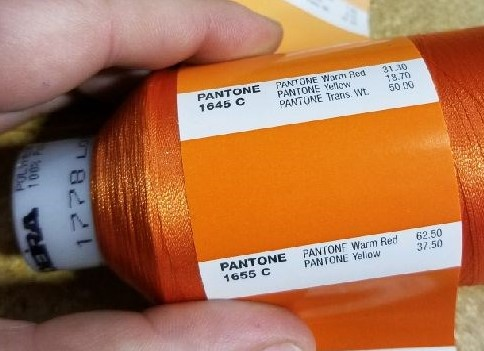 PANTONE
1645 C
PANTONE Warm Red 31.30
PANTONE Yellow 18.70
PANTONE Trans. Wt. 50.00
PANTONE
1655 C
PANTONE Warm Red 62.50
PANTONE Yellow 37.50
1778